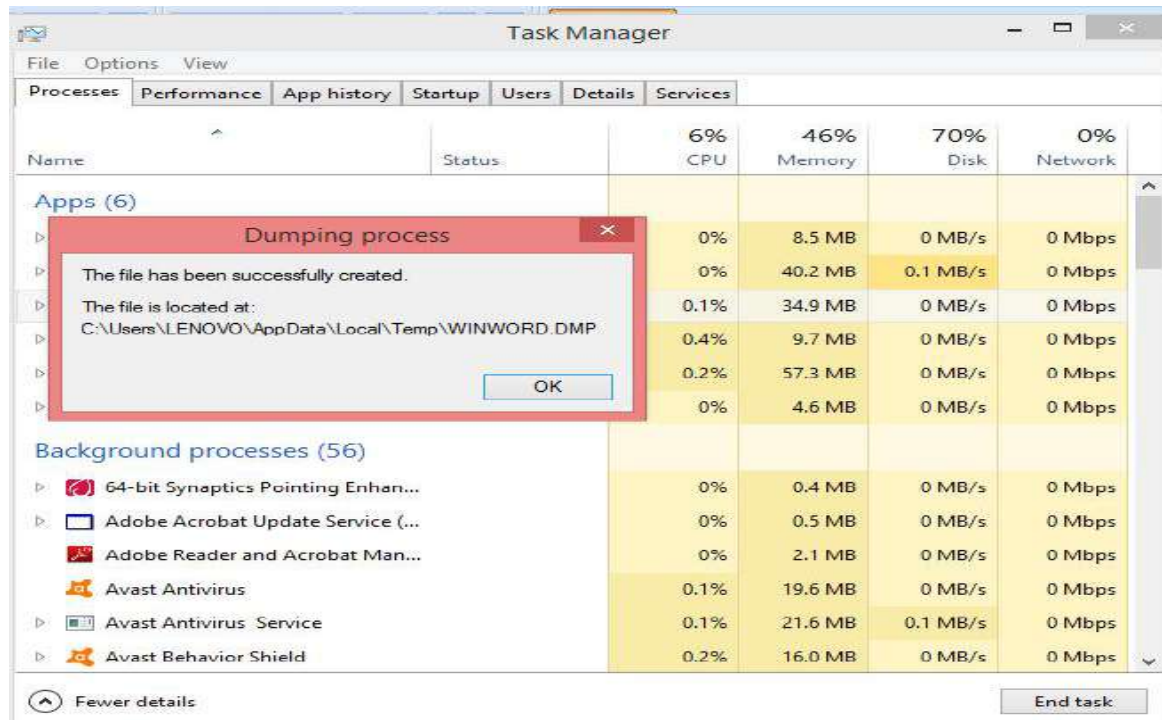 Task Manager
File Options View
Processes Performance App history Startup Users Details Services
6% 46% 70% 0%
Name Status CPU Memory Disk Network
Apps (6)
Dumping process
0% 8.5 MB 0 MB/s 0 Mbps
The file has been successfully created.
0% 40.2 MB 0.1 MB/s 0 Mbps
The file is located at:
0.1% 34.9 MB 0 MB/s 0 Mbps
C:\Users\LENOVO\AppData\Local\Temp\WINWORD.DMP
0.4% 9.7 MB 0 MB/s 0 Mbps
0.2% 57.3 MB 0 MB/s 0 Mbps
OK
0% 4.6 MB 0 MB/s 0 Mbps
Background processes (56)
64-bit Synaptics Pointing Enhan... 0% 0.4 MB 0 MB/s 0 Mbps
Adobe Acrobat Update Service (... 0% 0.5 MB 0 MB/s 0 Mbps
Adobe Reader and Acrobat Man... 0% 2.1 MB 0 MB/s 0 Mbps
Avast Antivirus 0.1% 19.6 MB 0 MB/s 0 Mbps
Avast Antivirus Service 0.1% 21.6 MB 0.1 MB/s 0 Mbps
Avast Behavior Shield 0.2% 16.0 MB 0 MB/s 0 Mbps
Fewer details End task